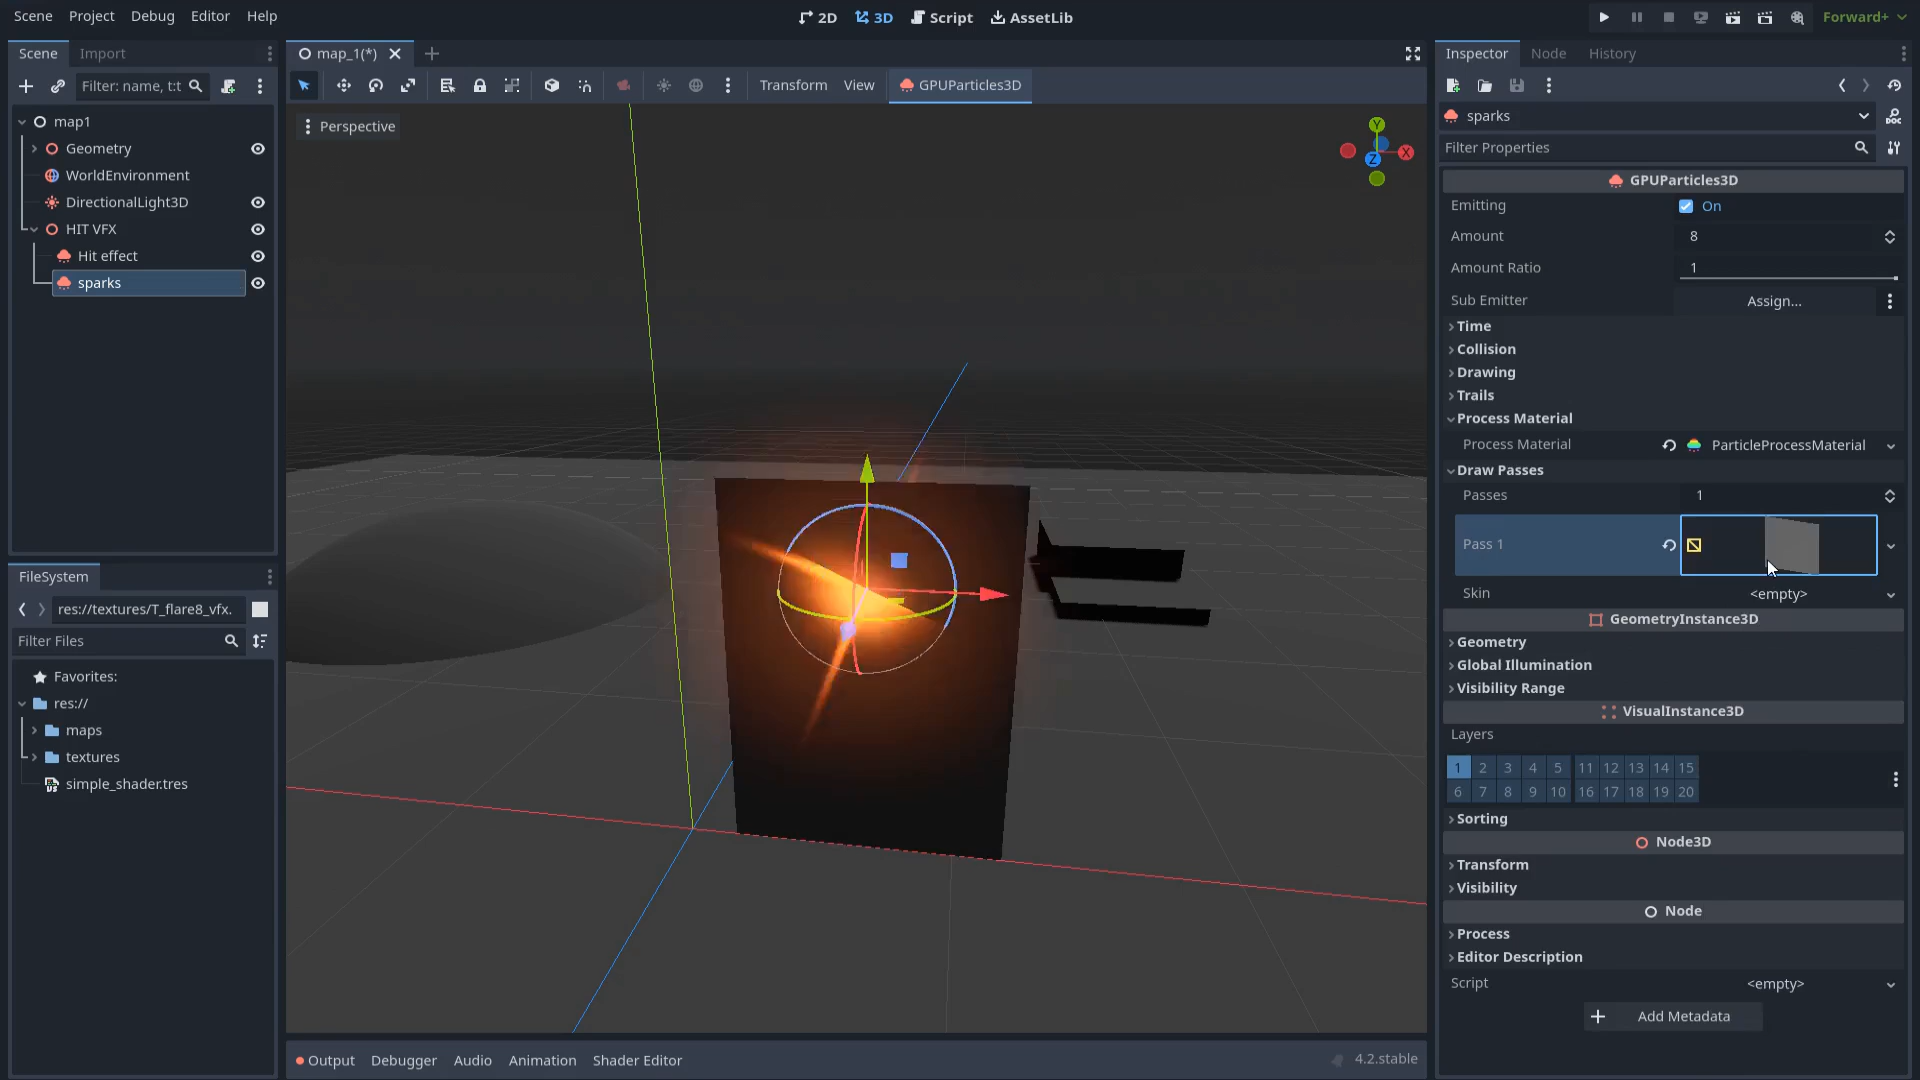 Scene Project Debug Editor Help
2D 3D Script AssetLib
Forward+
Scene Import
Filter: name, t:t
map1
Geometry
WorldEnvironment
DirectionalLight3D
HIT VFX
Hit effect
sparks
FileSystem
res://textures/T_flare8_vfx.
Filter Files
Favorites:
res://
maps
textures
simple_shader.tres
map_1(*)
Transform View GPUParticles3D
Perspective
Y
X
Z
Output Debugger Audio Animation Shader Editor 4.2.stable
Inspector Node History
sparks
Filter Properties
GPUParticles3D
Emitting On
Amount 8
Amount Ratio 1
Sub Emitter Assign...
Time
Collision
Drawing
Trails
Process Material
Process Material ParticleProcessMaterial
Draw Passes
Passes 1
Pass 1
Skin <empty>
GeometryInstance3D
Geometry
Global Illumination
Visibility Range
VisualInstance3D
Layers
1 2 3 4 5 11 12 13 14 15
6 7 8 9 10 16 17 18 19 20
Sorting
Node3D
Transform
Visibility
Node
Process
Editor Description
Script <empty>
Add Metadata